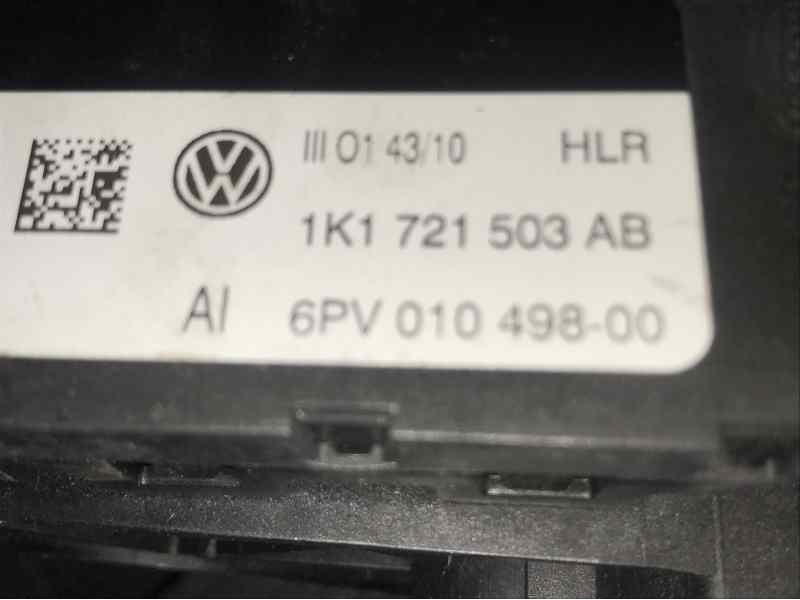 III 01 43/10 HLR
1K1 721 503 AB
AI 6PV 010 498-00